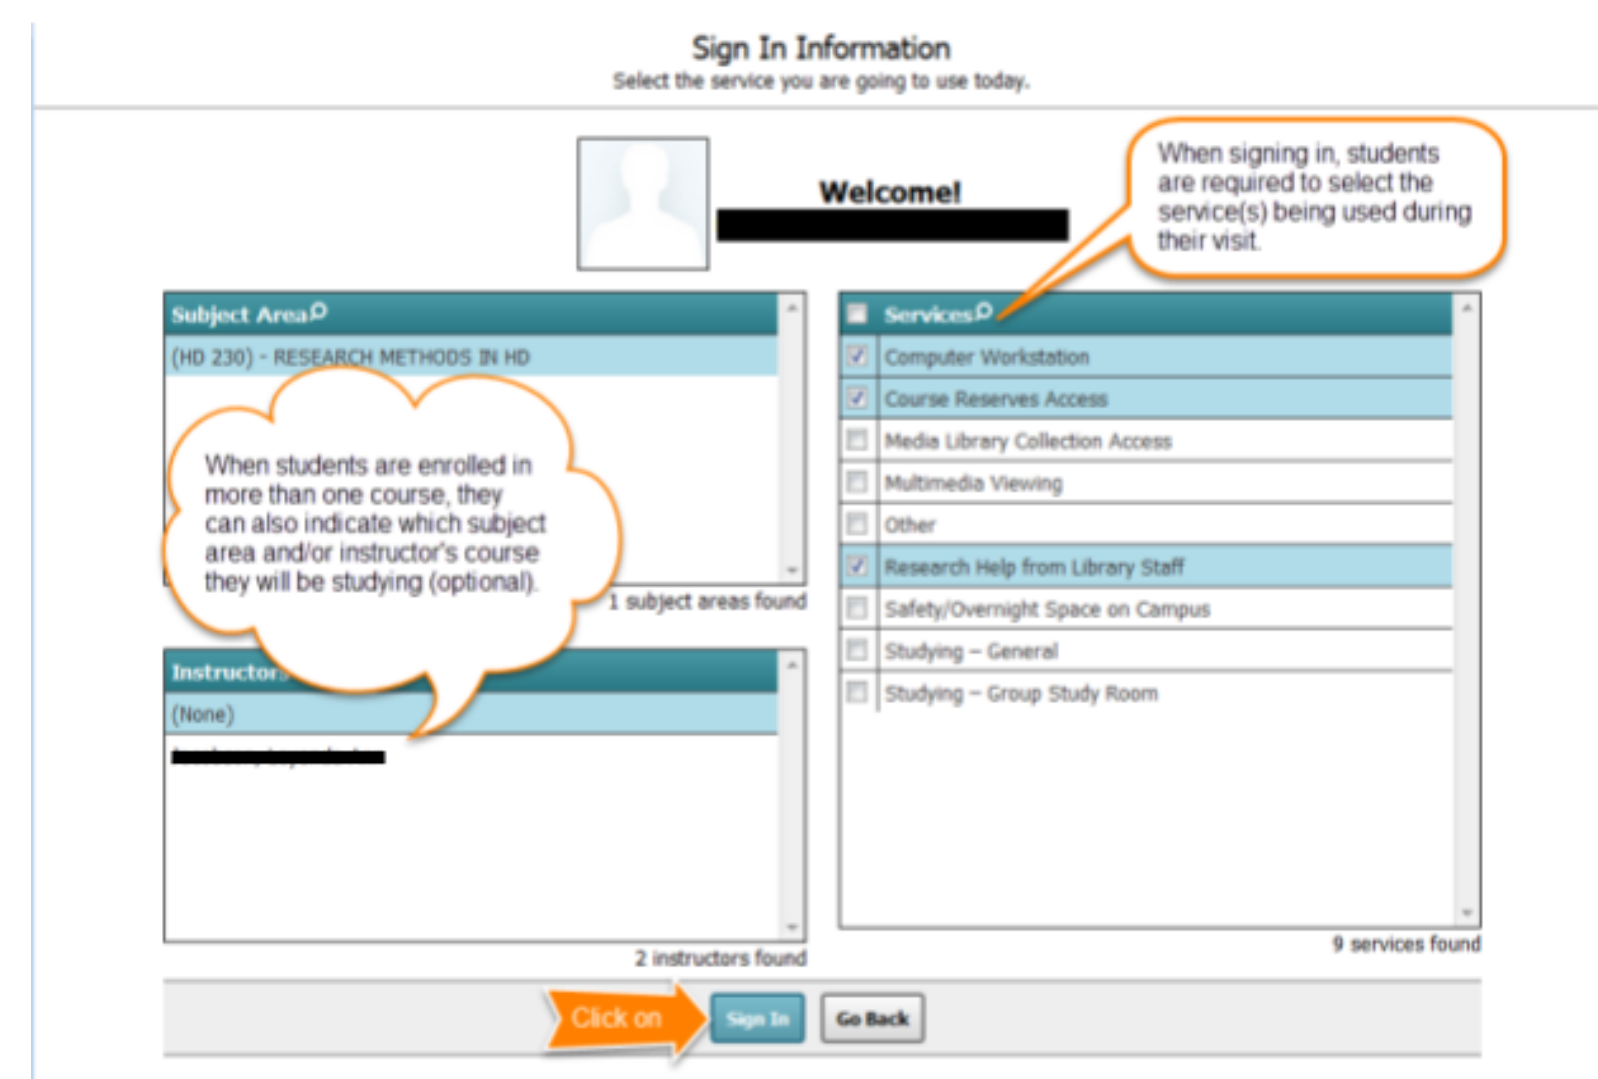 Sign In Information
Select the service you are going to use today.
Welcome!
When signing in, students
are required to select the
service(s) being used during
their visit.
Subject Area
(HD 230) - RESEARCH METHODS IN HD
When students are enrolled in
more than one course, they
can also indicate which subject
area and/or instructor's course
they will be studying (optional).
1 subject areas found
Instructors
(None)
2 instructors found
Services
Computer Workstation
Course Reserves Access
Media Library Collection Access
Multimedia Viewing
Other
Research Help from Library Staff
Safety/Overnight Space on Campus
Studying – General
Studying – Group Study Room
9 services found
Click on
Sign In
Go Back